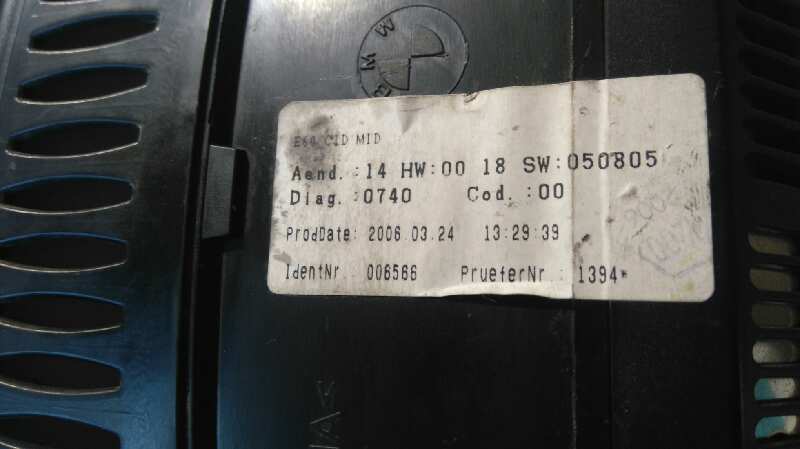 BMW
E60 CID MID
Aend.:14 HW:00 18 SW:050805
Diag.:0740 Cod.:00
ProdDate: 2006.03.24 13:29:39
IdentNr.: 006566 PrueferNr.: 1394*